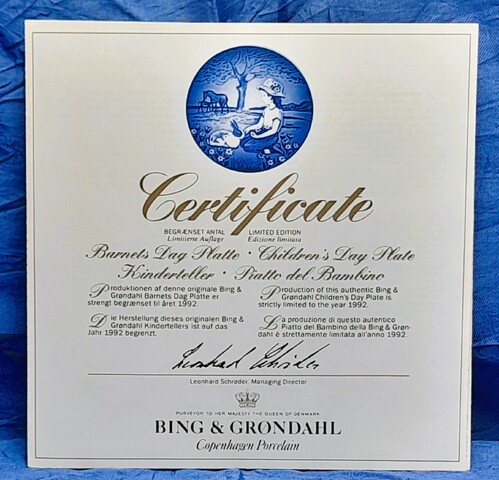 Certificate
BEGRÆNSET ANTAL LIMITED EDITION
Limitierte Auflage Edizione limitata
Barnets Dag Platte · Children's Day Plate
Kinderteller · Piatto del Bambino
Produktionen af denne originale Bing &
Grøndahl Barnets Dag Platte er
strengt begrænset til året 1992.
Production of this authentic Bing &
Grøndahl Children's Day Plate is
strictly limited to the year 1992.
Die Herstellung dieses originalen Bing &
Grøndahl Kindertellers ist auf das
Jahr 1992 begrenzt.
La produzione di questo autentico
Piatto del Bambino della Bing & Grøn-
dahl è strettamente limitata all'anno 1992.
Leonhard Schrøder
Leonhard Schrøder, Managing Director
PURVEYOR TO HER MAJESTY THE QUEEN OF DENMARK
BING & GRØNDAHL
Copenhagen Porcelain